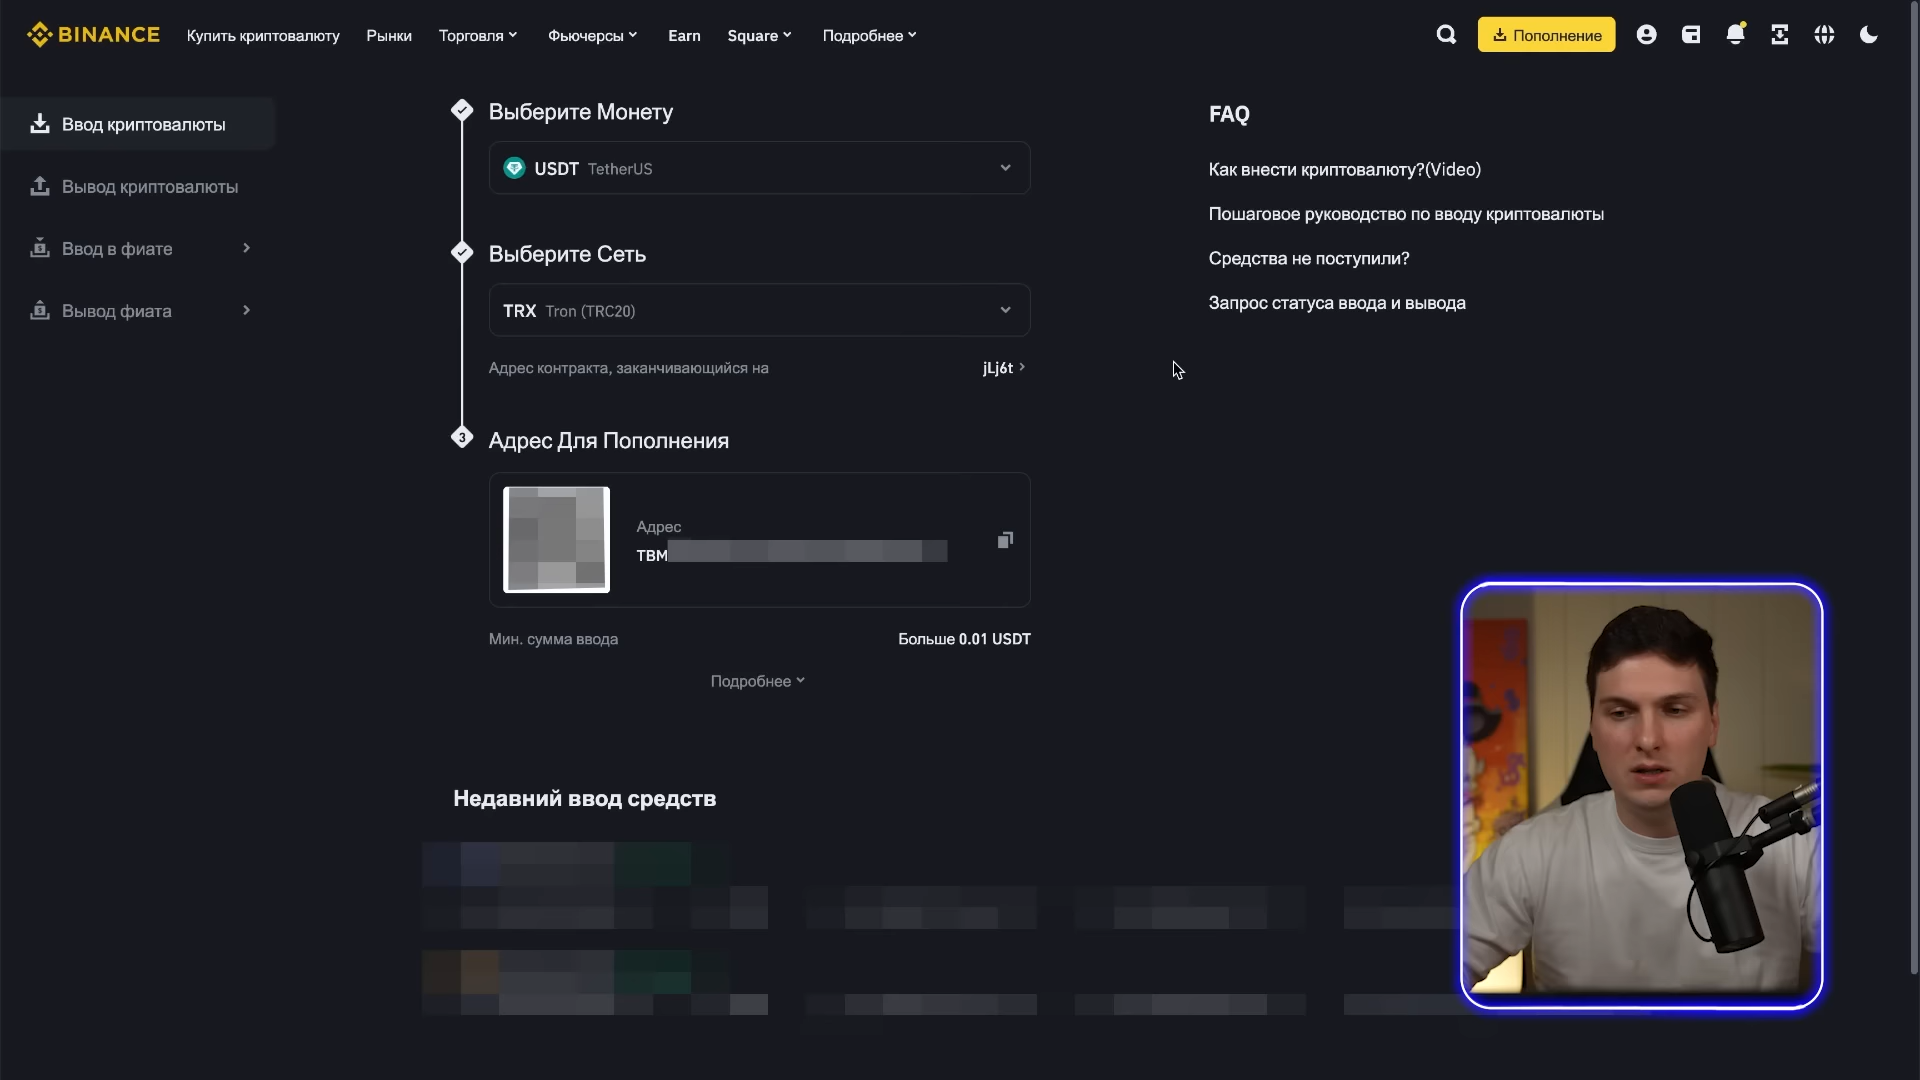 BINANCE
Купить криптовалюту
Рынки
Торговля
Фьючерсы
Earn
Square
Подробнее
Пополнение
Ввод криптовалюты
Вывод криптовалюты
Ввод в фиате
Вывод фиата
Выберите Монету
USDT TetherUS
Выберите Сеть
TRX Tron (TRC20)
Адрес контракта, заканчивающийся на
jLj6t
3
Адрес Для Пополнения
Адрес
TBM
Мин. сумма ввода
Больше 0.01 USDT
Подробнее
Недавний ввод средств
FAQ
Как внести криптовалюту?(Video)
Пошаговое руководство по вводу криптовалюты
Средства не поступили?
Запрос статуса ввода и вывода